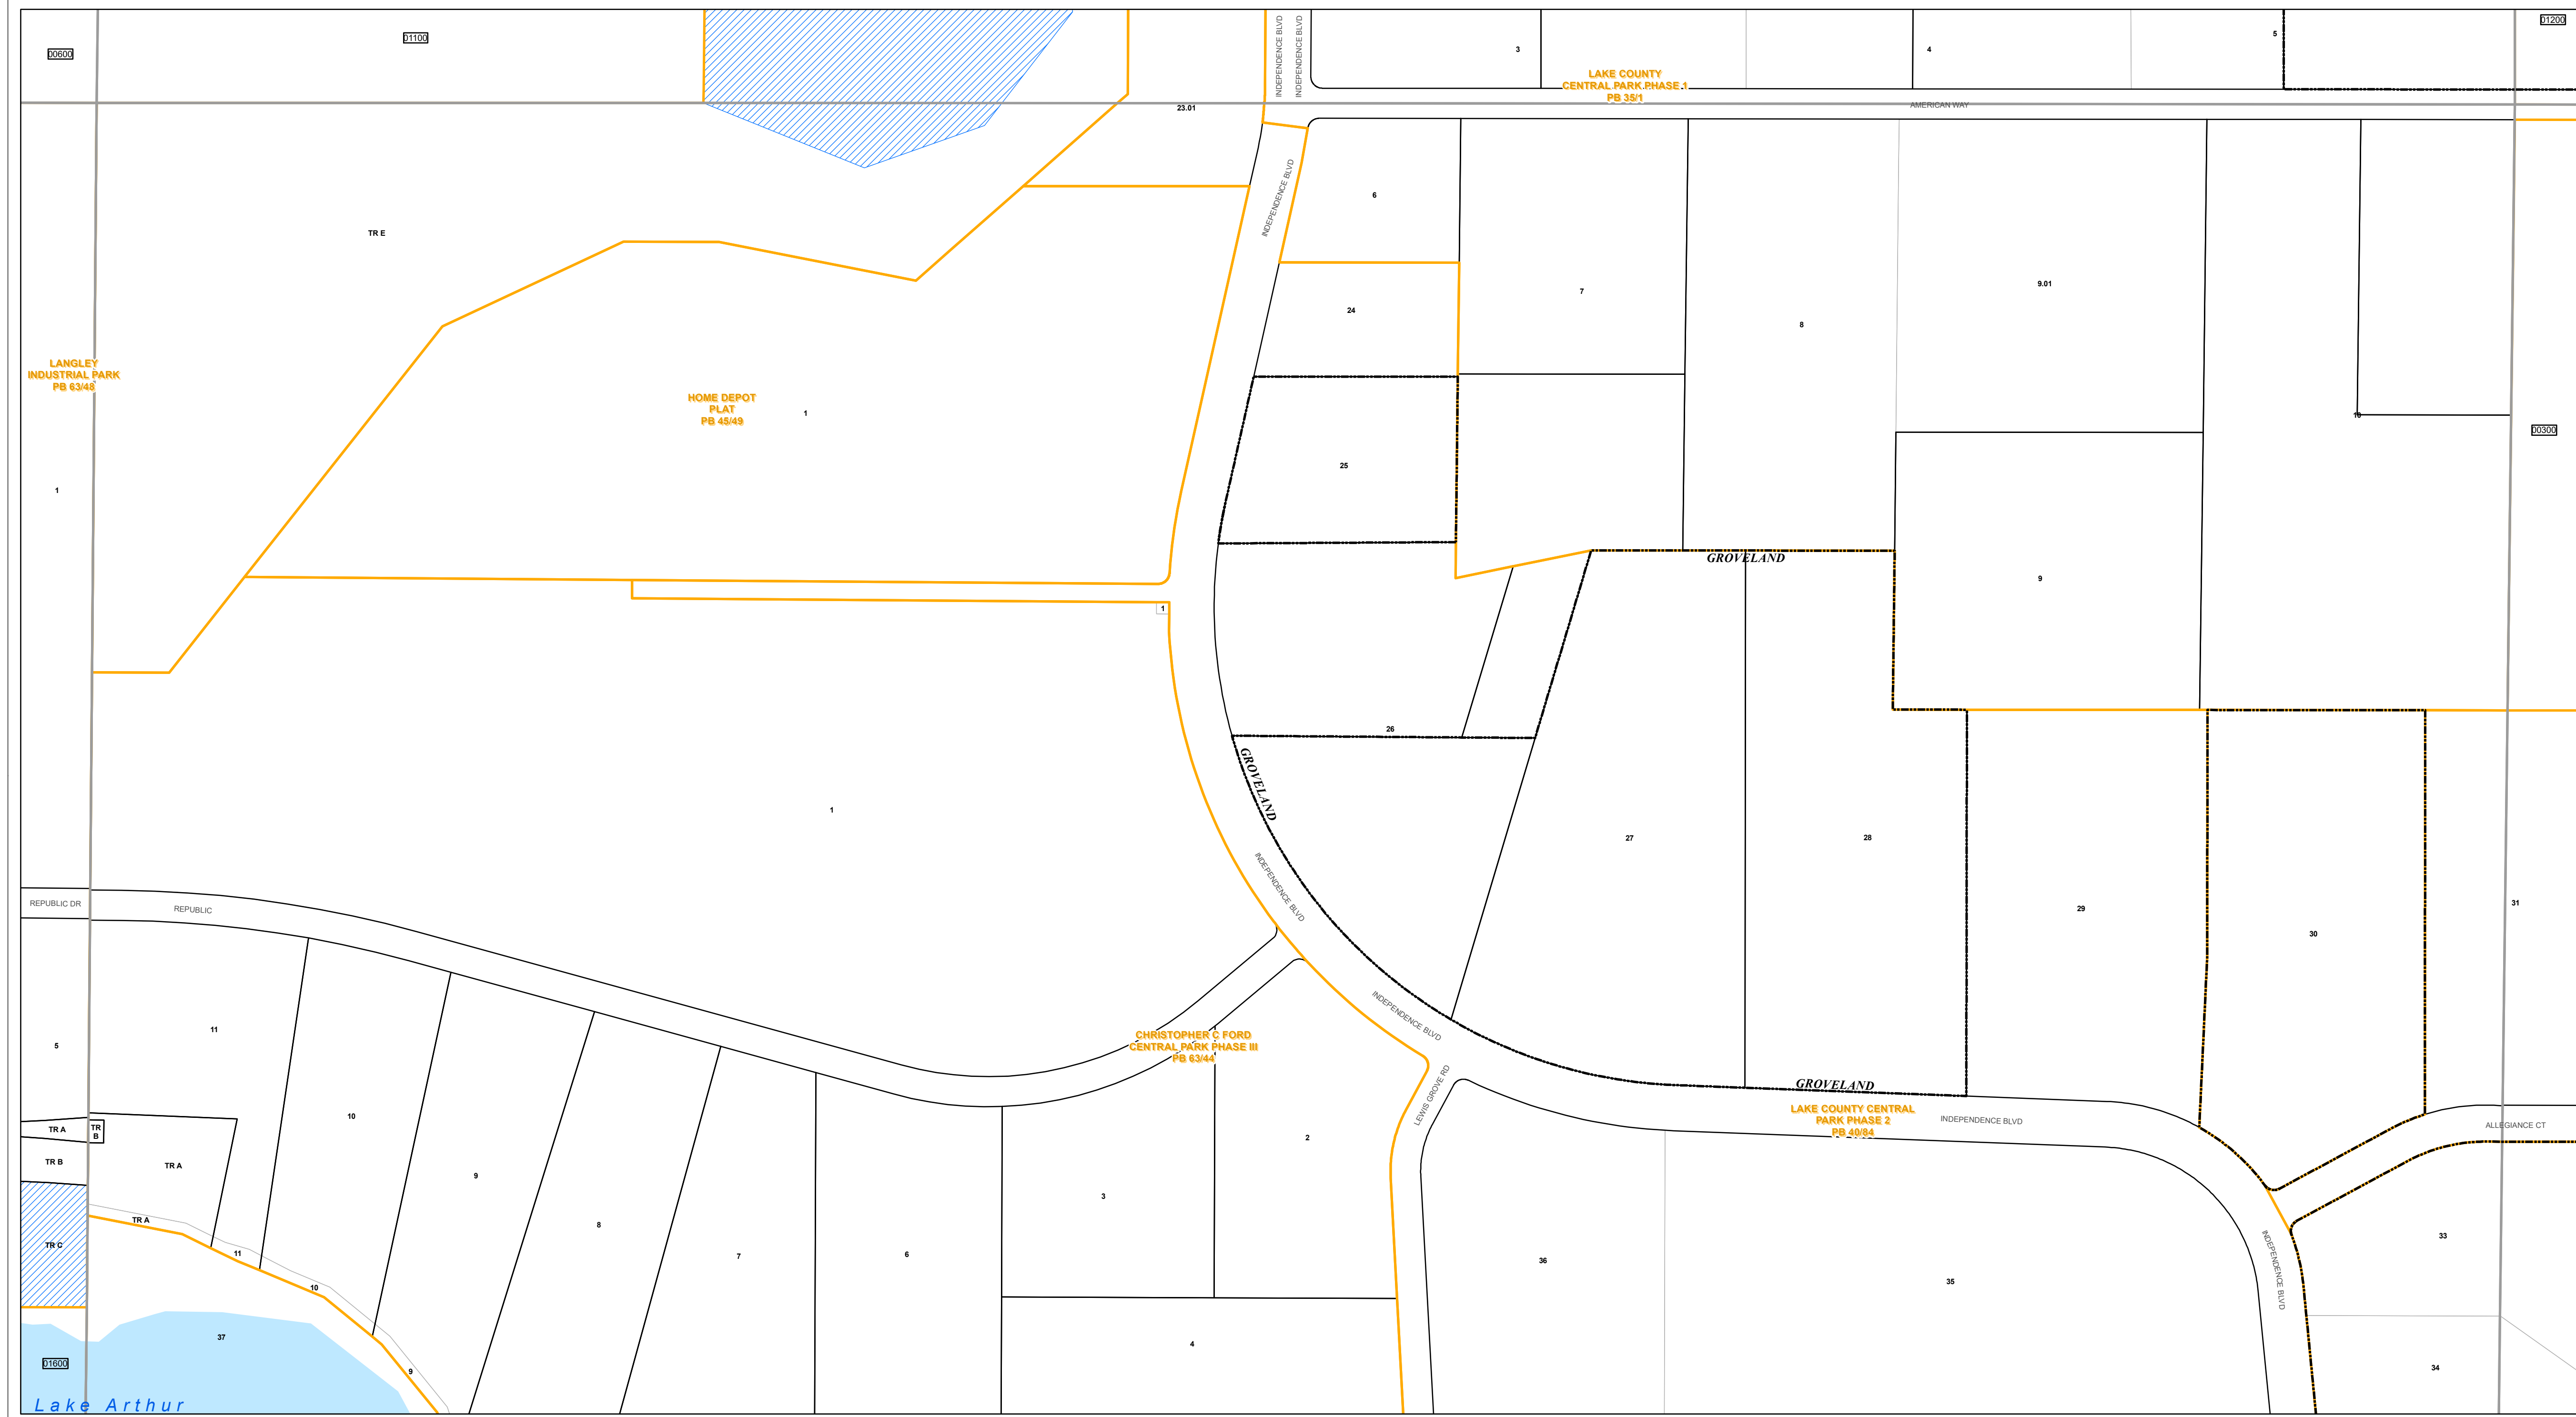 00600
01100
INDEPENDENCE BLVD
INDEPENDENCE BLVD
3
4
5
01200
LAKE COUNTY
CENTRAL PARK PHASE 1
PB 35/1
AMERICAN WAY
23.01
INDEPENDENCE BLVD
6
TR E
24
7
8
9.01
LANGLEY
INDUSTRIAL PARK
PB 63/48
HOME DEPOT
PLAT
PB 45/49
1
10
00300
25
1
GROVELAND
9
1
26
GROVELAND
1
27
28
INDEPENDENCE BLVD
REPUBLIC DR
REPUBLIC
29
30
31
INDEPENDENCE BLVD
11
5
CHRISTOPHER C FORD
CENTRAL PARK PHASE III
PB 63/44
LEWIS GROVE RD
GROVELAND
LAKE COUNTY CENTRAL
PARK PHASE 2
PB 40/84
INDEPENDENCE BLVD
ALLEGIANCE CT
10
TR A
TR
B
2
TR B
TR A
9
3
TR A
8
TR C
11
7
6
36
35
33
INDEPENDENCE BLVD
10
37
4
01600
9
34
Lake Arthur